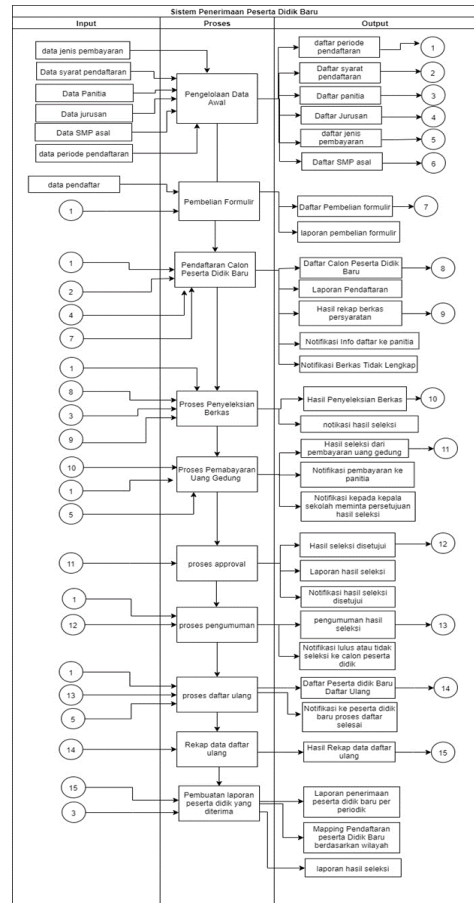 Sistem Penerimaan Peserta Didik Baru
Input
Proses
Output
data jenis pembayaran
Data syarat pendaftaran
Data Panitia
Data jurusan
Data SMP asal
data periode pendaftaran
Pengelolaan Data
Awal
daftar periode
pendaftaran
1
Daftar syarat
pendaftaran
2
Daftar panitia
3
Daftar Jurusan
4
daftar jenis
pembayaran
5
Daftar SMP asal
6
data pendaftar
1
Pembelian Formulir
Daftar Pembelian formulir
7
laporan pembelian formulir
1
2
4
7
Pendaftaran Calon
Peserta Didik Baru
Daftar Calon Peserta Didik
Baru
8
Laporan Pendaftaran
Hasil rekap berkas
persyaratan
9
Notifikasi Info daftar ke panitia
Notifikasi Berkas Tidak Lengkap
1
8
3
9
Proses Penyeleksian
Berkas
Hasil Penyeleksian Berkas
10
notikasi hasil seleksi
10
1
5
Proses Pemabayaran
Uang Gedung
Hasil seleksi dari
pembayaran uang gedung
11
Notifikasi pembayaran ke
panitia
Notifikasi kepada kepala
sekolah meminta persetujuan
hasil seleksi
11
proses approval
Hasil seleksi disetujui
12
Laporan hasil seleksi
Notifikasi hasil seleksi
disetujui
1
12
proses pengumuman
pengumuman hasil
seleksi
13
Notifikasi lulus atau tidak
seleksi ke calon peserta
didik
1
13
5
proses daftar ulang
Daftar Peserta didik Baru
Daftar Ulang
14
Notifikasi ke peserta didik
baru proses daftar
selesai
14
Rekap data daftar
ulang
Hasil Rekap data daftar
ulang
15
15
3
Pembuatan laporan
peserta didik yang
diterima
Laporan penerimaan
peserta didik baru per
periodik
Mapping Pendaftaran
peserta Didik Baru
berdasarkan wilayah
laporan hasil seleksi